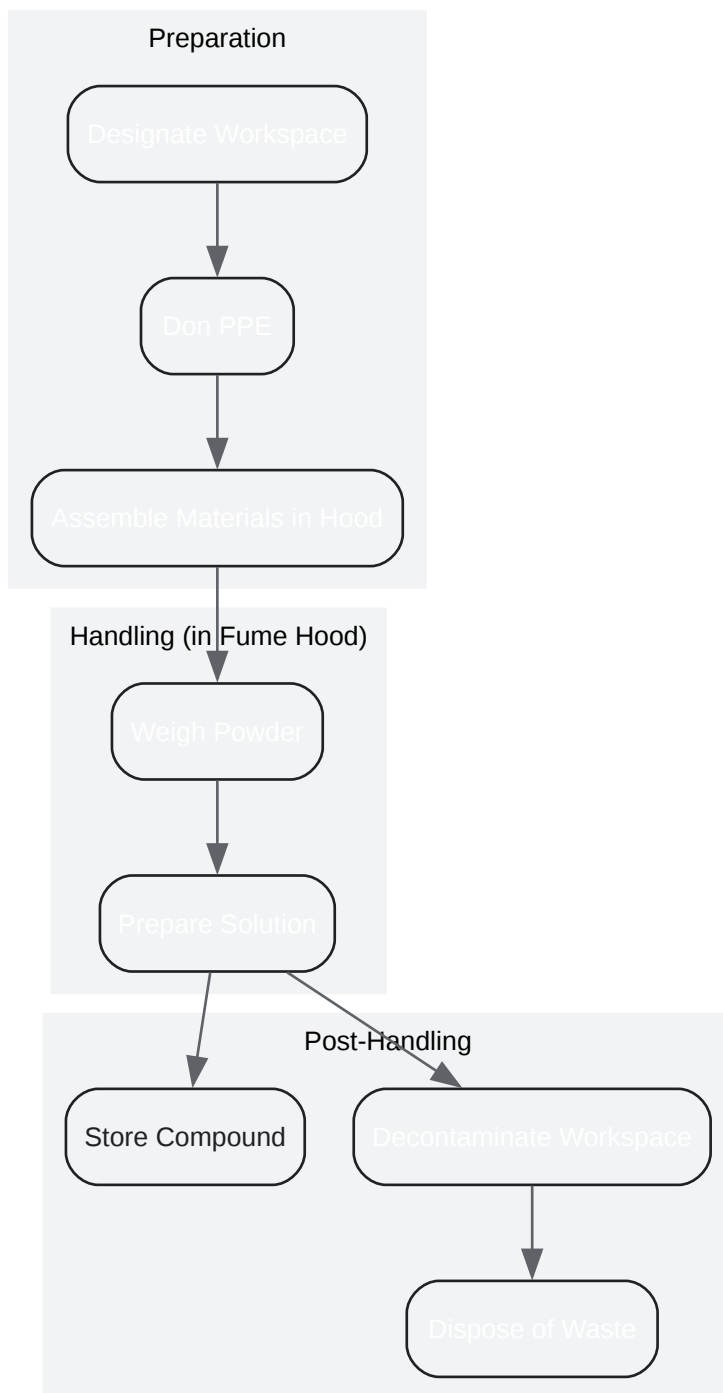 Preparation
Designate Workspace
Don PPE
Assemble Materials in Hood
Handling (in Fume Hood)
Weigh Powder
Prepare Solution
Post-Handling
Store Compound
Decontaminate Workspace
Dispose of Waste